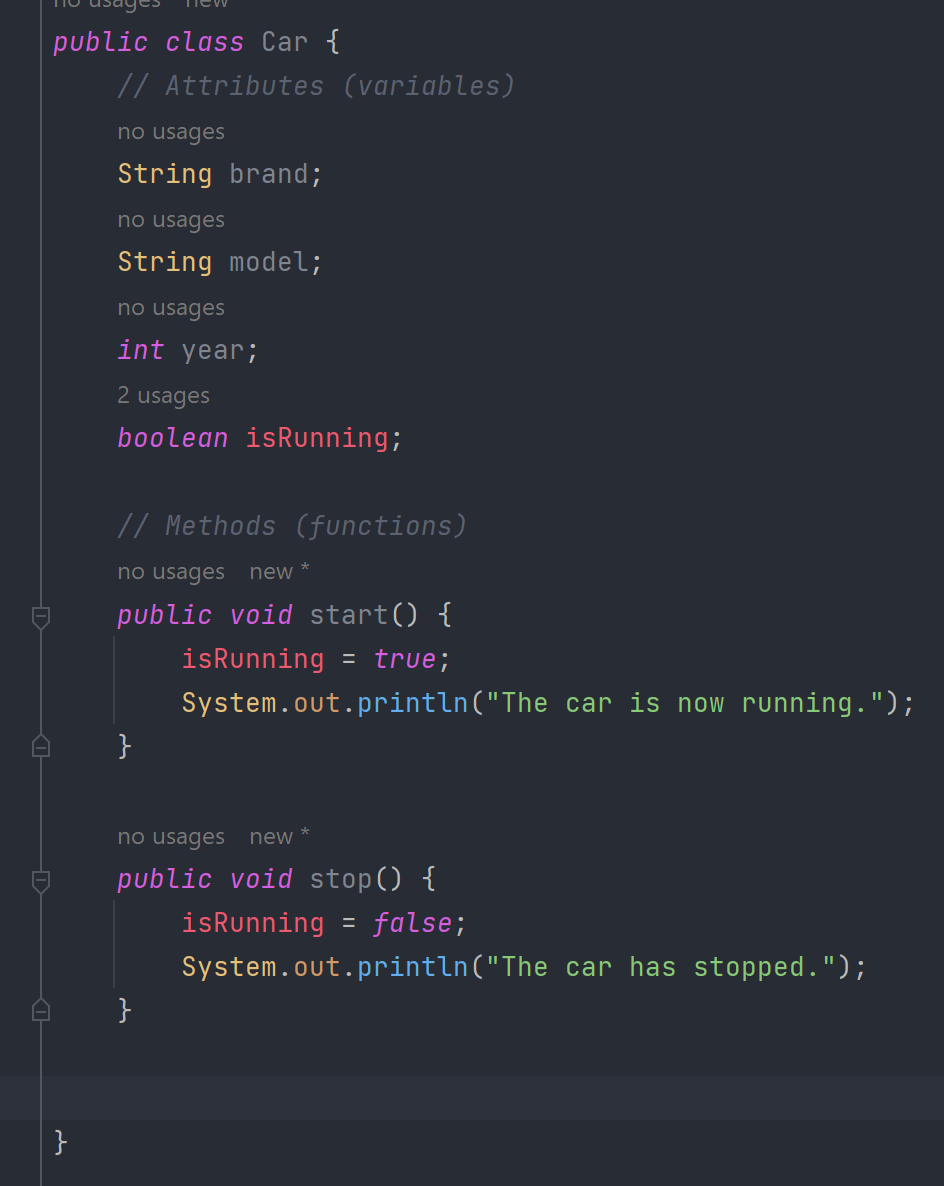 no usages new
public class Car {
// Attributes (variables)
no usages
String brand;
no usages
String model;
no usages
int year;
2 usages
boolean isRunning;
// Methods (functions)
no usages new *
public void start() {
isRunning = true;
System.out.println("The car is now running.");
}
no usages new *
public void stop() {
isRunning = false;
System.out.println("The car has stopped.");
}
}